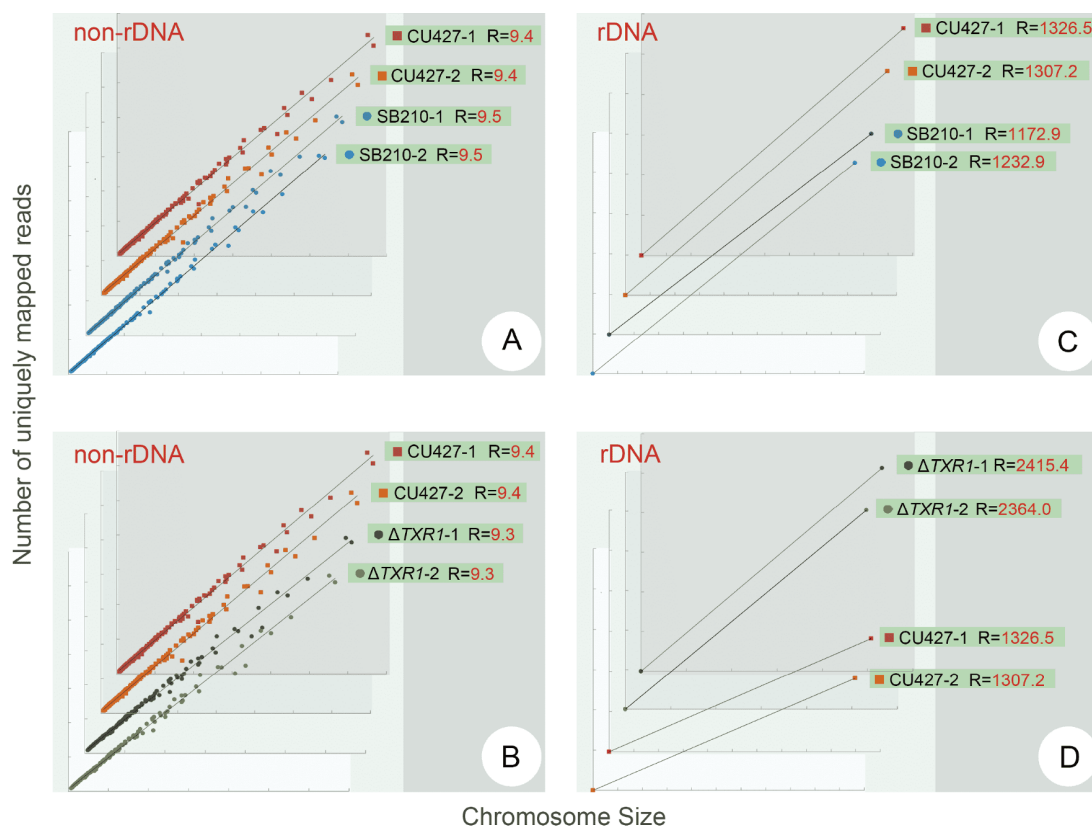 non-rDNA
CU427-1 R=9.4
CU427-2 R=9.4
SB210-1 R=9.5
SB210-2 R=9.5
A
rDNA
CU427-1 R=1326.5
CU427-2 R=1307.2
SB210-1 R=1172.9
SB210-2 R=1232.9
C
Number of uniquely mapped reads
non-rDNA
CU427-1 R=9.4
CU427-2 R=9.4
ΔTXR1-1 R=9.3
ΔTXR1-2 R=9.3
B
rDNA
ΔTXR1-1 R=2415.4
ΔTXR1-2 R=2364.0
CU427-1 R=1326.5
CU427-2 R=1307.2
D
Chromosome Size